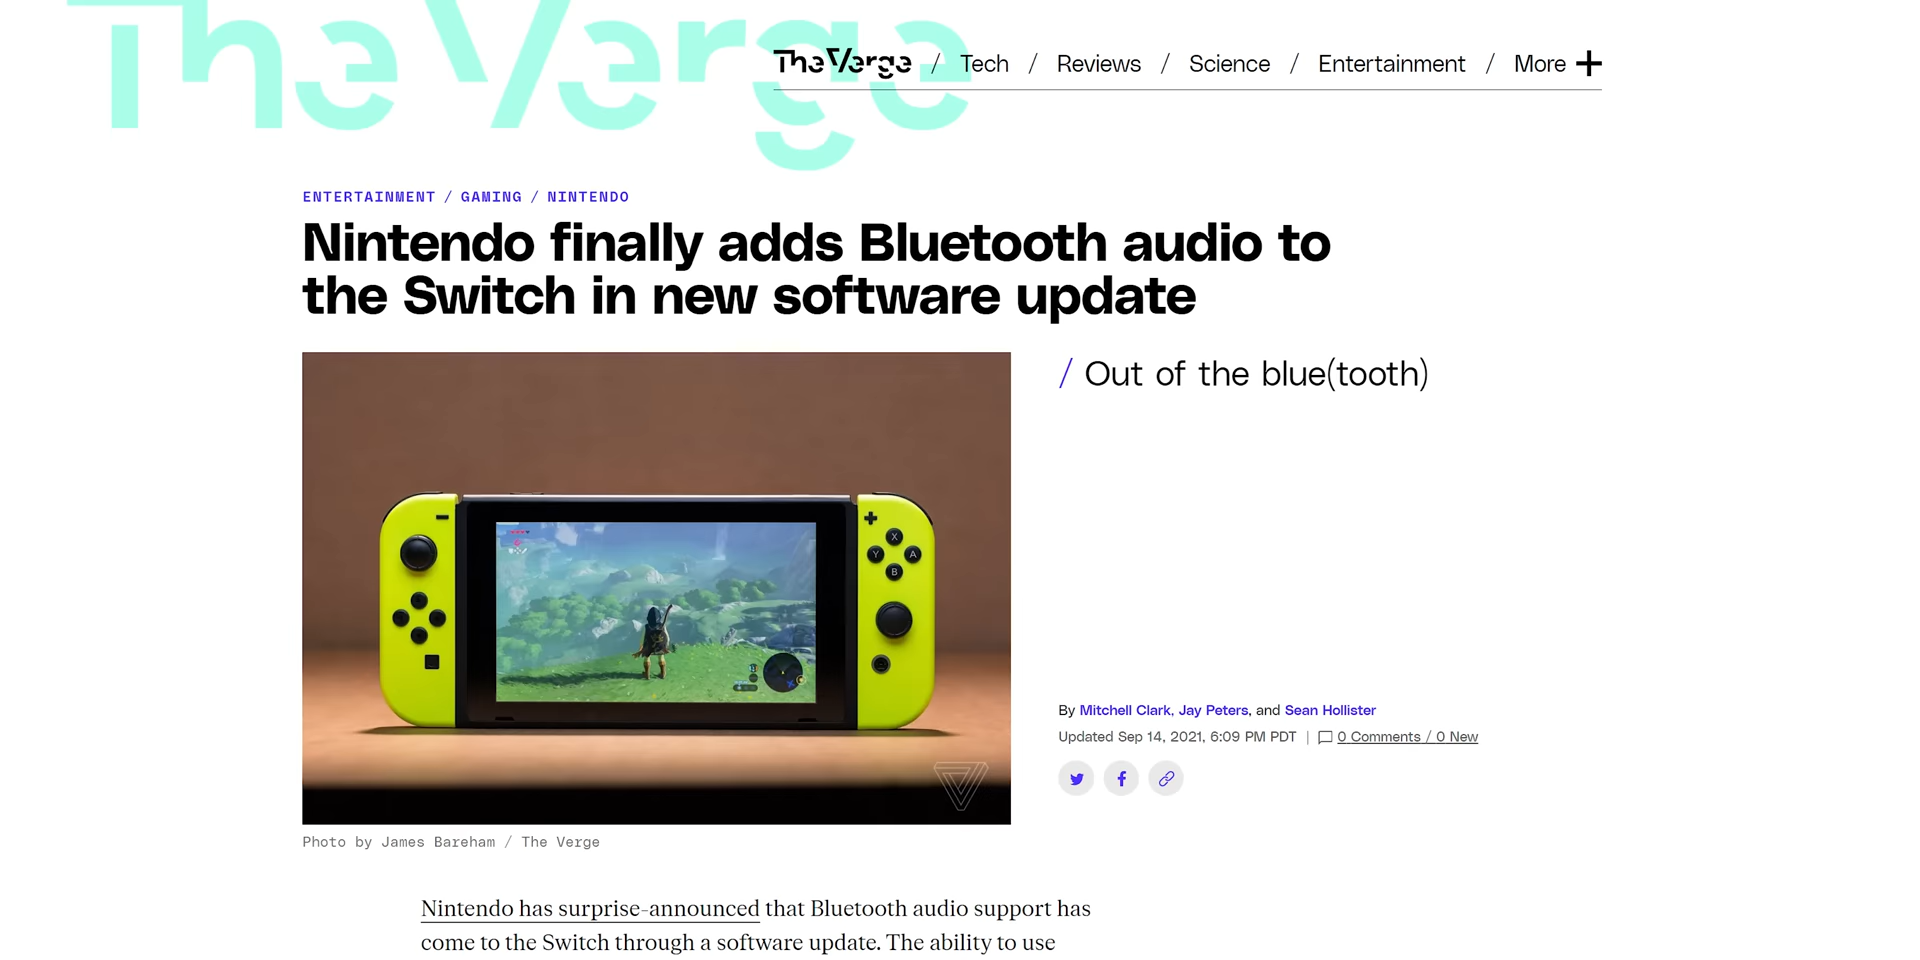 The Verge
The Verge / Tech / Reviews / Science / Entertainment / More +
ENTERTAINMENT / GAMING / NINTENDO
Nintendo finally adds Bluetooth audio to
the Switch in new software update
/ Out of the blue(tooth)
X
Y
A
B
By Mitchell Clark, Jay Peters, and Sean Hollister
Updated Sep 14, 2021, 6:09 PM PDT | 0 Comments / 0 New
Photo by James Bareham / The Verge
Nintendo has surprise-announced that Bluetooth audio support has
come to the Switch through a software update. The ability to use